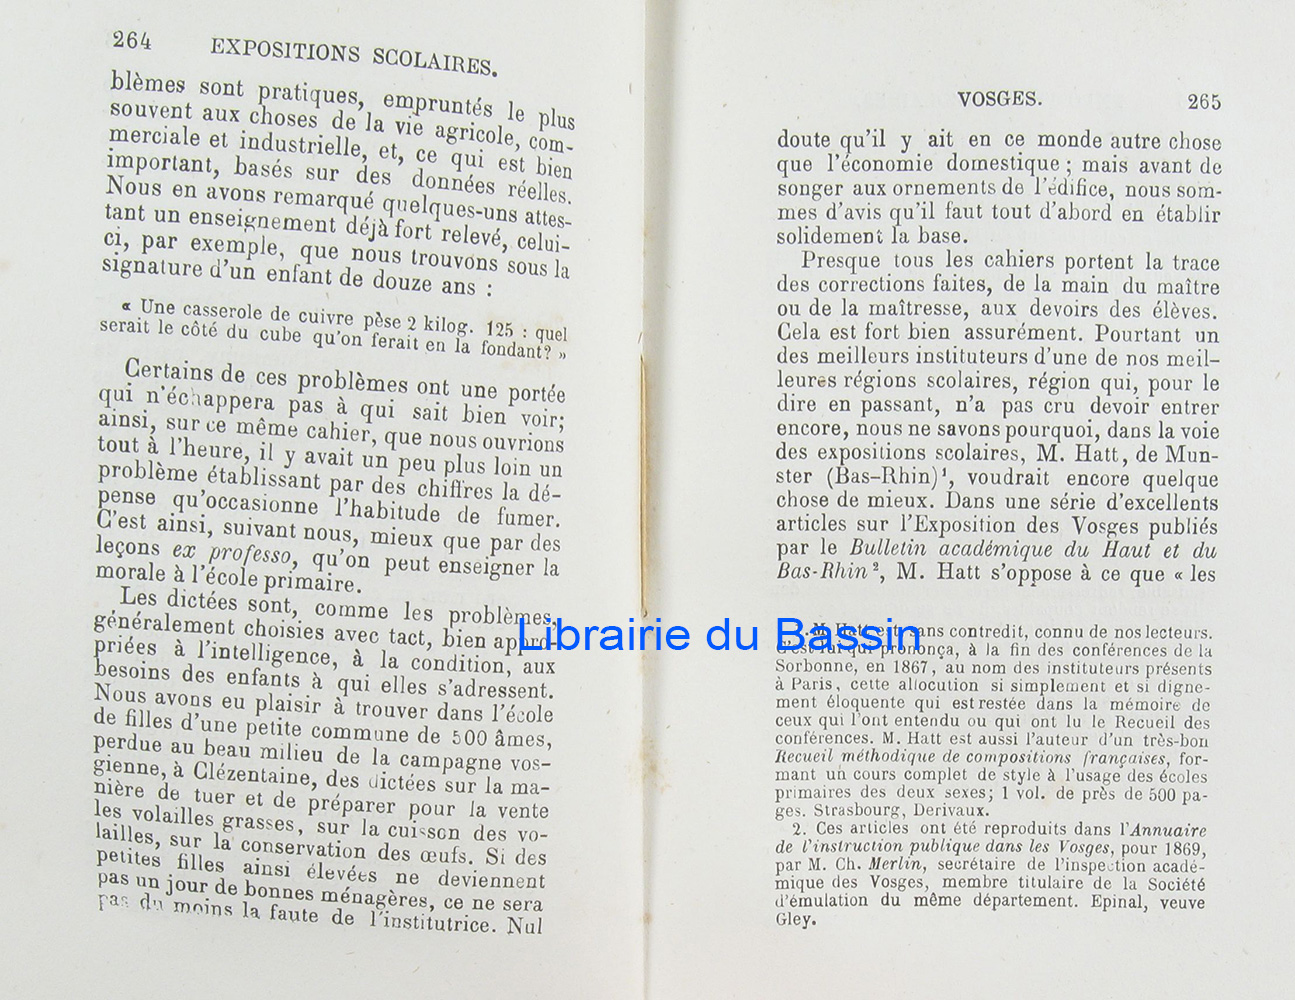 264 EXPOSITIONS SCOLAIRES.
blèmes sont pratiques, empruntés le plus
souvent aux choses de la vie agricole, com-
merciale et industrielle, et, ce qui est bien
important, basés sur des données réelles.
Nous en avons remarqué quelques-uns attes-
tant un enseignement déjà fort relevé, celui-
ci, par exemple, que nous trouvons sous la
signature d'un enfant de douze ans :
« Une casserole de cuivre pèse 2 kilog. 125 : quel
serait le côté du cube qu'on ferait en la fondant? »
Certains de ces problèmes ont une portée
qui n'échappera pas à qui sait bien voir;
ainsi, sur ce même cahier, que nous ouvrions
tout à l'heure, il y avait un peu plus loin un
problème établissant par des chiffres la dé-
pense qu'occasionne l'habitude de fumer.
C'est ainsi, suivant nous, mieux que par des
leçons ex professo, qu'on peut enseigner la
morale à l'école primaire.
Les dictées sont, comme les problèmes,
généralement choisies avec tact, bien appro-
priées à l'intelligence, à la condition, aux
besoins des enfants à qui elles s'adressent.
Nous avons eu plaisir à trouver dans l'école
de filles d'une petite commune de 500 âmes,
perdue au beau milieu de la campagne vos-
gienne, à Clézentaine, des dictées sur la ma-
nière de tuer et de préparer pour la vente
les volailles grasses, sur la cuisson des vo-
lailles, sur la conservation des œufs. Si des
petites filles ainsi élevées ne deviennent
pas un jour de bonnes ménagères, ce ne sera
pas du moins la faute de l'institutrice. Nul
VOSGES. 265
doute qu'il y ait en ce monde autre chose
que l'économie domestique ; mais avant de
songer aux ornements de l'édifice, nous som-
mes d'avis qu'il faut tout d'abord en établir
solidement la base.
Presque tous les cahiers portent la trace
des corrections faites, de la main du maître
ou de la maîtresse, aux devoirs des élèves.
Cela est fort bien assurément. Pourtant un
des meilleurs instituteurs d'une de nos meil-
leures régions scolaires, région qui, pour le
dire en passant, n'a pas cru devoir entrer
encore, nous ne savons pourquoi, dans la voie
des expositions scolaires, M. Hatt, de Mun-
ster (Bas-Rhin)¹, voudrait encore quelque
chose de mieux. Dans une série d'excellents
articles sur l'Exposition des Vosges publiés
par le Bulletin académique du Haut et du
Bas-Rhin², M. Hatt s'oppose à ce que « les
Librairie du Bassin
1. M. Hatt est, sans contredit, connu de nos lecteurs.
C'est lui qui prononça, à la fin des conférences de la
Sorbonne, en 1867, au nom des instituteurs présents
à Paris, cette allocution si simplement et si digne-
ment éloquente qui est restée dans la mémoire de
ceux qui l'ont entendu ou qui ont lu le Recueil des
conférences. M. Hatt est aussi l'auteur d'un très-bon
Recueil méthodique de compositions françaises, for-
mant un cours complet de style à l'usage des écoles
primaires des deux sexes; 1 vol. de près de 500 pa-
ges. Strasbourg, Derivaux.
2. Ces articles ont été reproduits dans l'Annuaire
de l'instruction publique dans les Vosges, pour 1869,
par M. Ch. Merlin, secrétaire de l'inspection acadé-
mique des Vosges, membre titulaire de la Société
d'émulation du même département. Epinal, veuve
Gley.